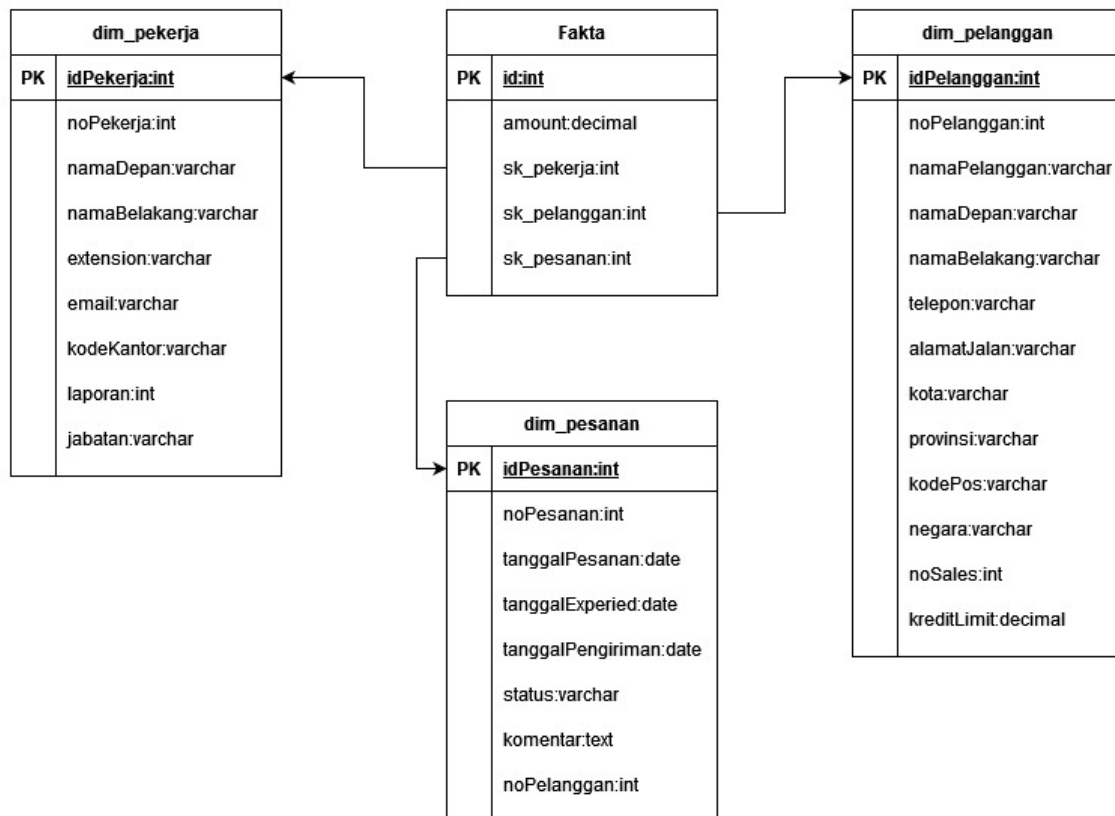 dim_pekerja
PK idPekerja:int
noPekerja:int
namaDepan:varchar
namaBelakang:varchar
extension:varchar
email:varchar
kodeKantor:varchar
laporan:int
jabatan:varchar
Fakta
PK id:int
amount:decimal
sk_pekerja:int
sk_pelanggan:int
sk_pesanan:int
dim_pelanggan
PK idPelanggan:int
noPelanggan:int
namaPelanggan:varchar
namaDepan:varchar
namaBelakang:varchar
telepon:varchar
alamatJalan:varchar
kota:varchar
provinsi:varchar
kodePos:varchar
negara:varchar
noSales:int
kreditLimit:decimal
dim_pesanan
PK idPesanan:int
noPesanan:int
tanggalPesanan:date
tanggalExperied:date
tanggalPengiriman:date
status:varchar
komentar:text
noPelanggan:int